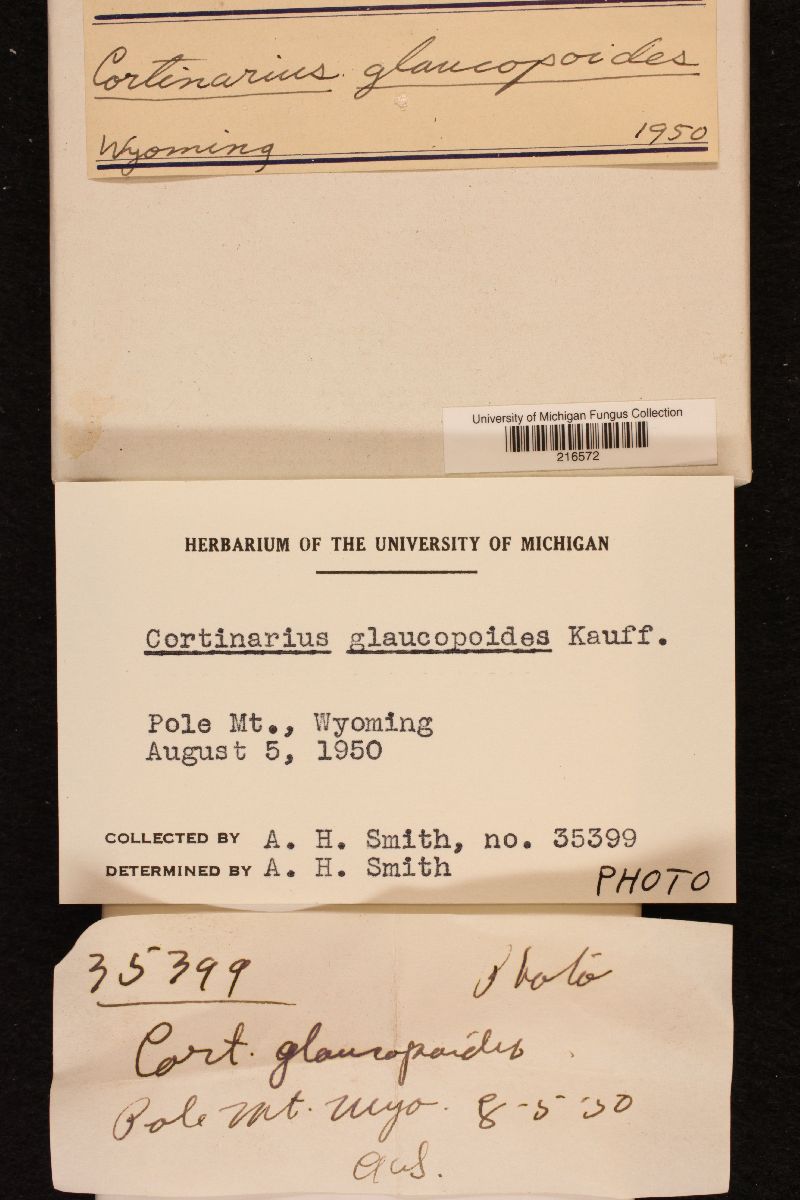 Cortinarius glaucopoides
Wyoming 1950
University of Michigan Fungus Collection
216572
HERBARIUM OF THE UNIVERSITY OF MICHIGAN
Cortinarius glaucopoides Kauff.
Pole Mt., Wyoming
August 5, 1950
COLLECTED BY A. H. Smith, no. 35399
DETERMINED BY A. H. Smith
PHOTO
35399 Photo
Cort. glaucopoides
Pole Mt. Wyo. 8-5-50
AHS.